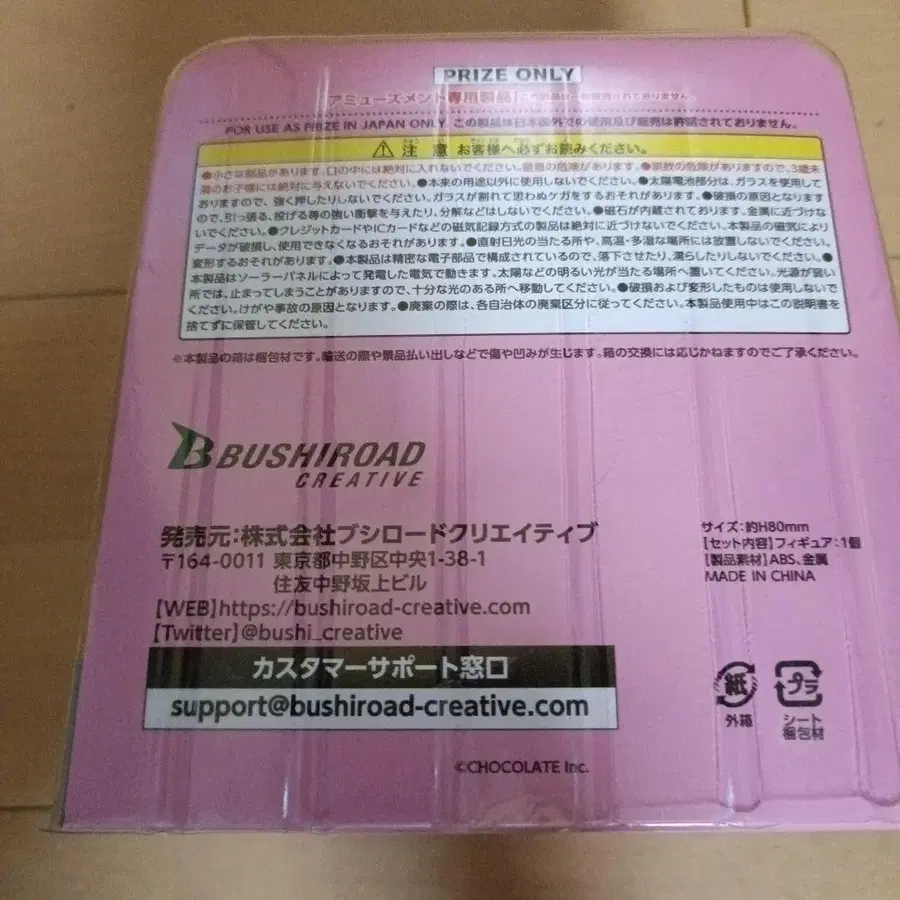 PRIZE ONLY
アミューズメント専用製品 この製品は一般販売されておりません。
FOR USE AS PRIZE IN JAPAN ONLY. この製品は日本国外での使用及び販売は許諾されておりません。
注意 お客様へ必ずお読みください。
●小さな部品があります。口の中には絶対に入れないでください。窒息の危険があります。●誤飲の危険がありますので、3歳未
満のお子様には絶対に与えないでください。●本来の用途以外に使用しないでください。●太陽電池部分は、ガラスを使用して
おりますので、強く押したりしないでください。ガラスが割れて思わぬケガをするおそれがあります。●破損の原因となります
ので、引っ張る、投げる等の強い衝撃を与えたり、分解などはしないでください。●磁石が内蔵されております。金属に近づけな
いでください。●クレジットカードやICカードなどの磁気記録方式の製品は絶対に近づけないでください。本製品の磁気により
データが破損し、使用できなくなるおそれがあります。●直射日光の当たる所や、高温・多湿な場所には放置しないでください。
変形するおそれがあります。●本製品は精密な電子部品で構成されているので、落下させたり、濡らしたりしないでください。●
本製品はソーラーパネルによって発電した電気で動きます。太陽などの明るい光が当たる場所へ置いてください。光源が弱い
所では、止まってしまうことがありますので、十分な光のある所へ移動してください。●破損および変形したものは使用しないで
ください。けがや事故の原因となります。●廃棄の際は、各自治体の廃棄区分に従ってください。本製品使用中はこの説明書を
捨てずに保管してください。
※本製品の箱は梱包材です。輸送の際や景品払い出しなどで傷や凹みが生じます。箱の交換には応じかねますのでご了承ください。
BUSHIROAD
CREATIVE
発売元:株式会社ブシロードクリエイティブ
〒164-0011 東京都中野区中央1-38-1
住友中野坂上ビル
【WEB】https://bushiroad-creative.com
【Twitter】@bushi_creative
カスタマーサポート窓口
support@bushiroad-creative.com
サイズ:約H80mm
【セット内容】フィギュア:1個
【製品素材】ABS、金属
MADE IN CHINA
紙
外箱
プラ
シート
梱包材
©CHOCOLATE Inc.